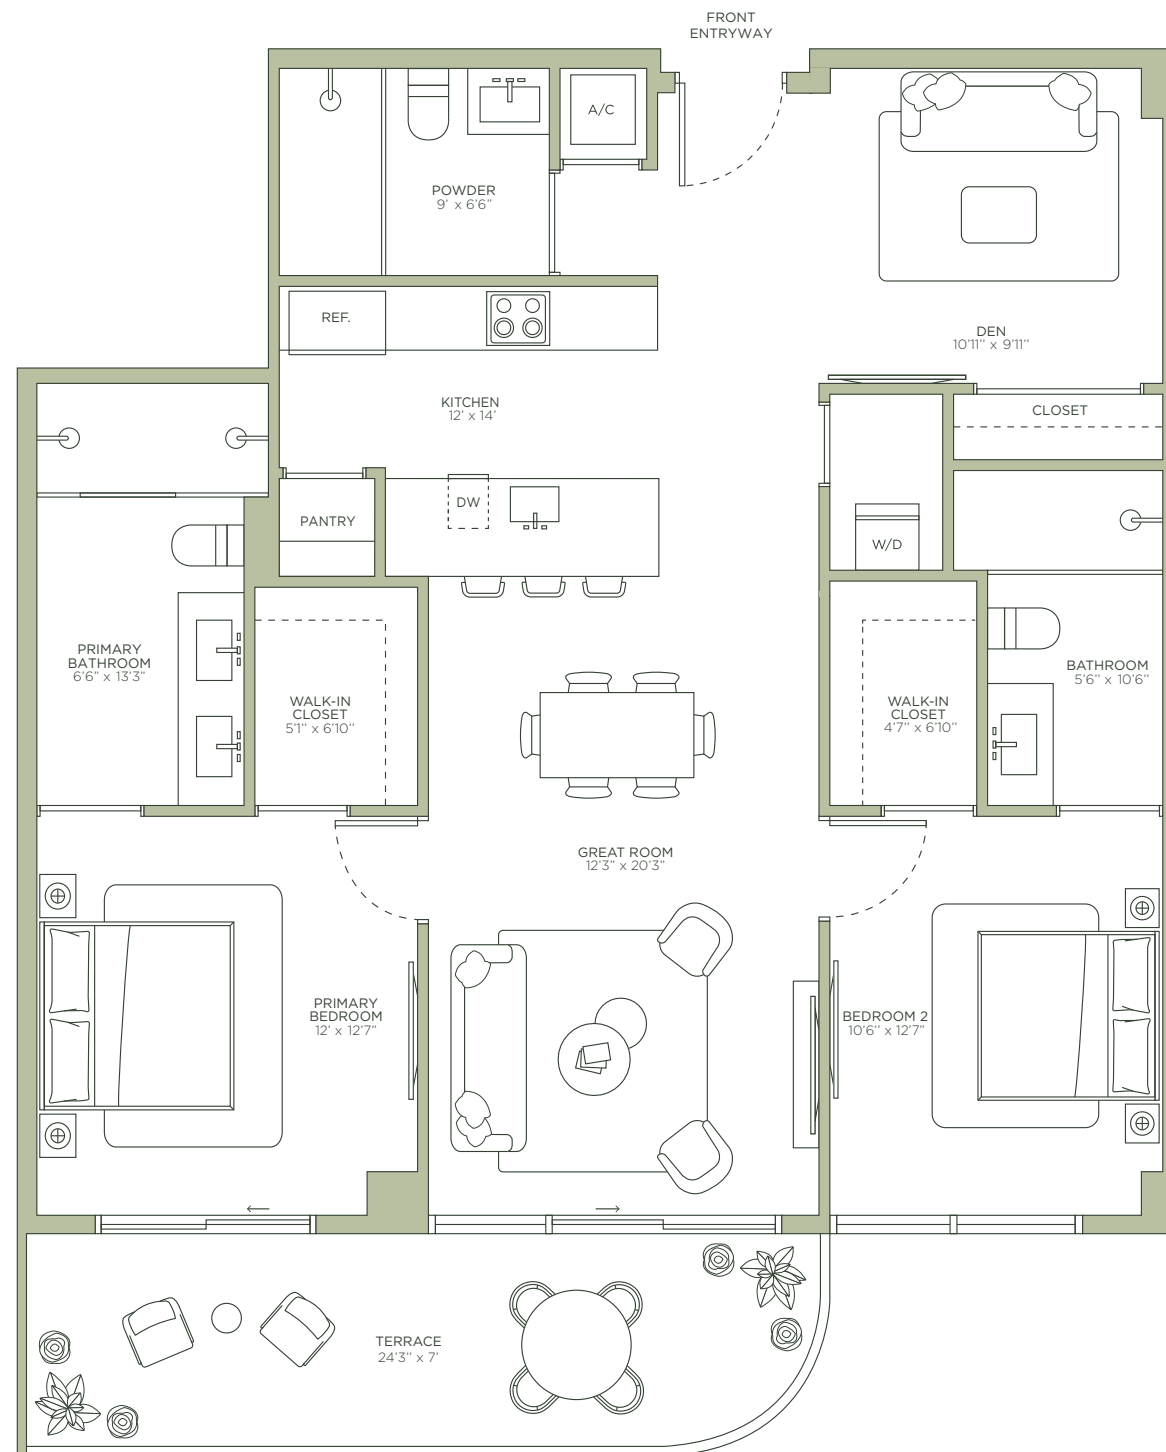 FRONT
ENTRYWAY
A/C
POWDER
9' x 6'6"
REF.
DEN
10'11" x 9'11"
KITCHEN
12' x 14'
CLOSET
DW
PANTRY
W/D
PRIMARY
BATHROOM
6'6" x 13'3"
WALK-IN
CLOSET
5'1" x 6'10"
WALK-IN
CLOSET
4'7" x 6'10"
BATHROOM
5'6" x 10'6"
GREAT ROOM
12'3" x 20'3"
PRIMARY
BEDROOM
12' x 12'7"
BEDROOM 2
10'6" x 12'7"
TERRACE
24'3" x 7'